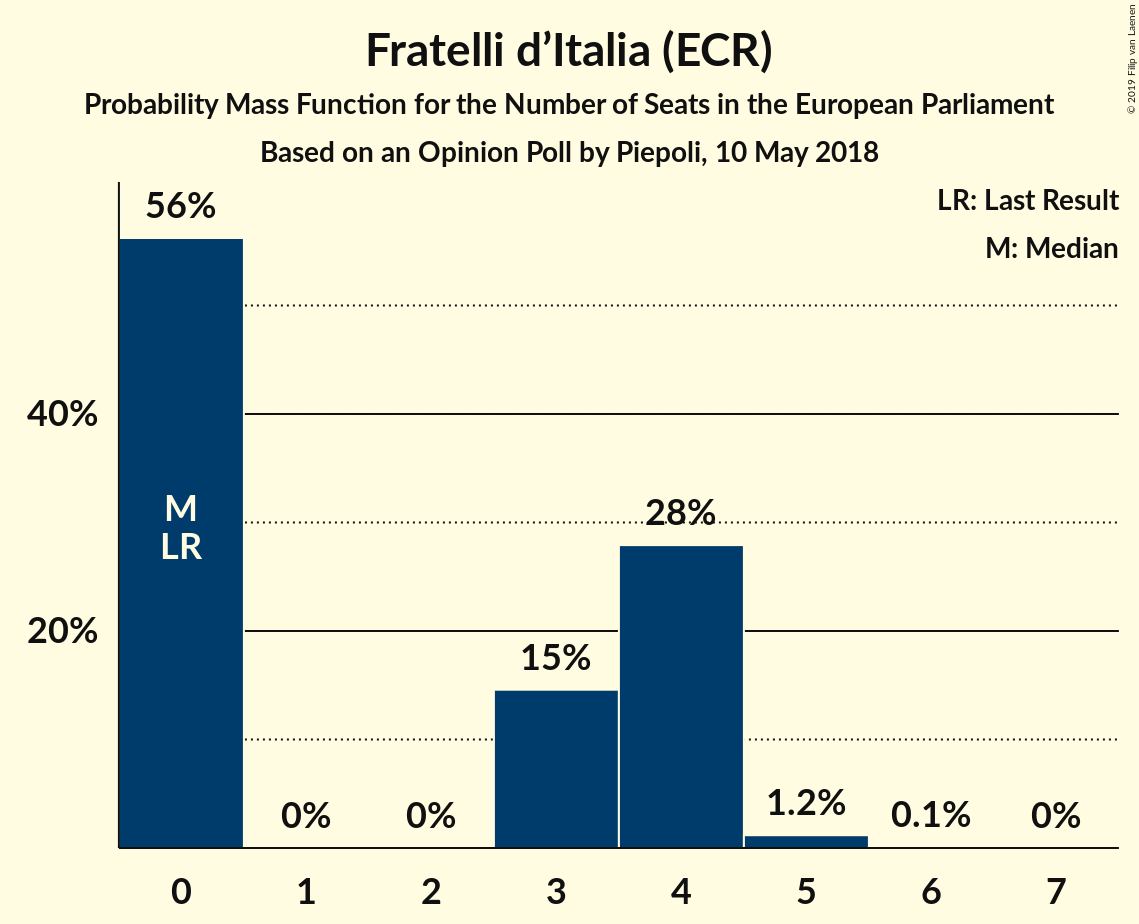 Fratelli d’Italia (ECR)
Probability Mass Function for the Number of Seats in the European Parliament
Based on an Opinion Poll by Piepoli, 10 May 2018
© 2019 Filip van Laenen
LR: Last Result
M: Median
56%
40%
M
LR
28%
20%
15%
0%
0%
1.2%
0.1%
0%
0 1 2 3 4 5 6 7